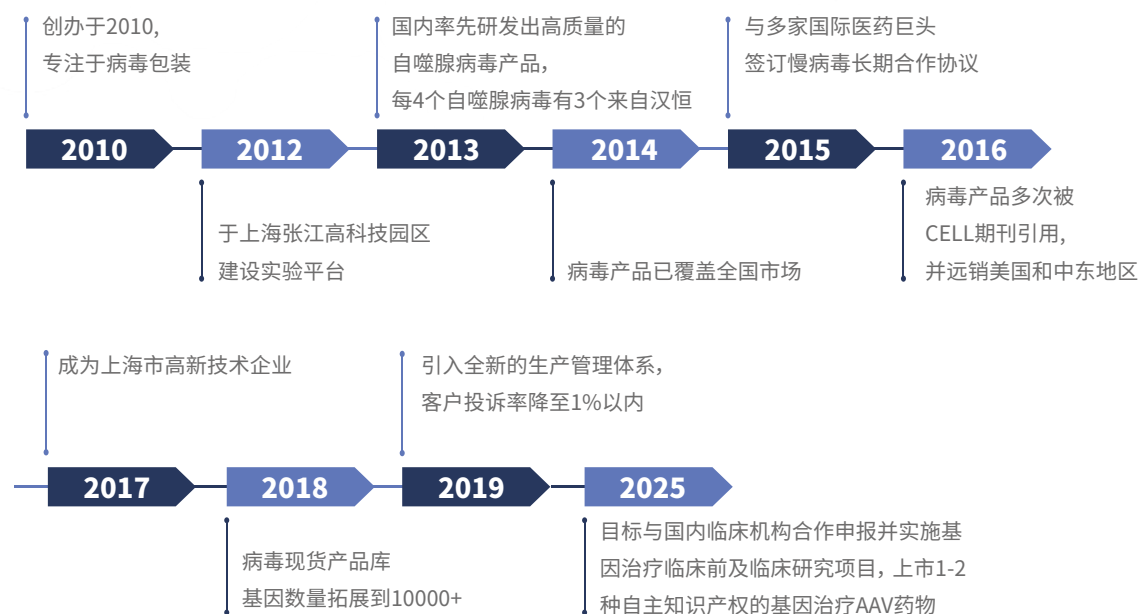 创办于2010,
专注于病毒包装
国内率先研发出高质量的
自噬腺病毒产品,
每4个自噬腺病毒有3个来自汉恒
与多家国际医药巨头
签订慢病毒长期合作协议
2010
2012
2013
2014
2015
2016
于上海张江高科技园区
建设实验平台
病毒产品已覆盖全国市场
病毒产品多次被
CELL期刊引用,
并远销美国和中东地区
成为上海市高新技术企业
引入全新的生产管理体系,
客户投诉率降至1%以内
2017
2018
2019
2025
病毒现货产品库
基因数量拓展到10000+
目标与国内临床机构合作申报并实施基
因治疗临床前及临床研究项目, 上市1-2
种自主知识产权的基因治疗AAV药物